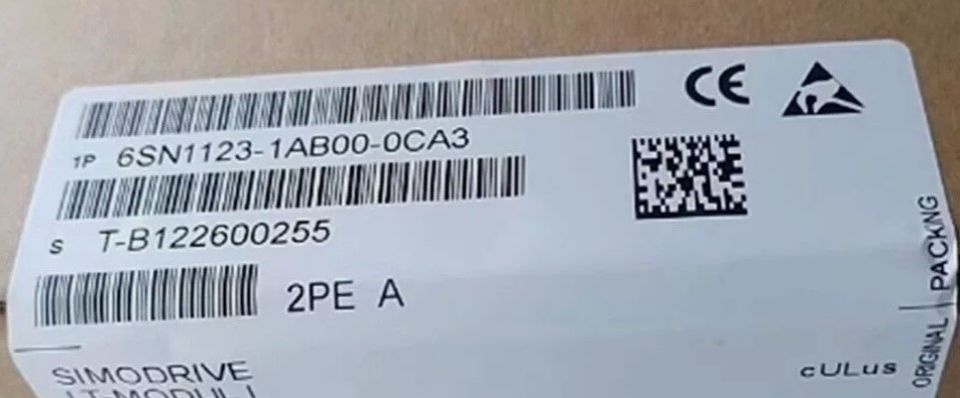 CE
1P 6SN1123-1AB00-0CA3
S T-B122600255
2PE A
SIMODRIVE
cULus
ORIGINAL PACKING